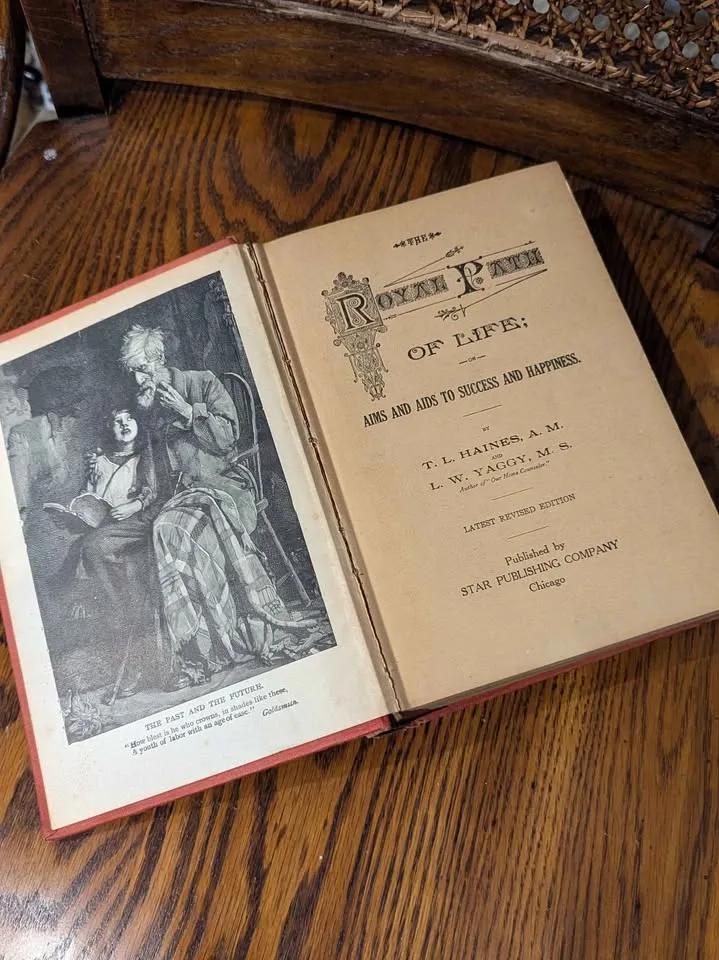 THE PAST AND THE FUTURE.
"How blest is he who crowns, in shades like these,
A youth of labor with an age of ease."
Goldsmith.
THE
ROYAL PATH
OF LIFE;
OR
AIMS AND AIDS TO SUCCESS AND HAPPINESS.
BY
T. L. HAINES, A. M.
AND
L. W. YAGGY, M. S.
Author of "Our Home Counselor."
LATEST REVISED EDITION
Published by
STAR PUBLISHING COMPANY
Chicago